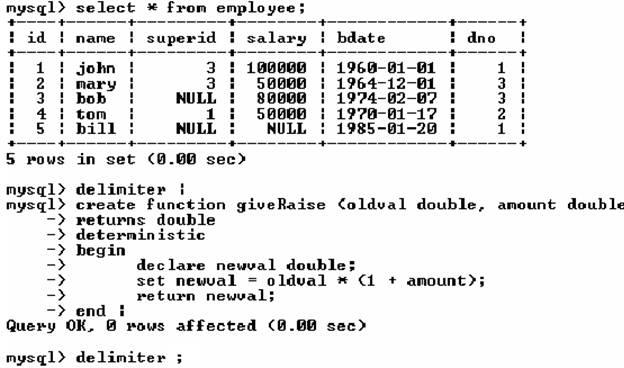 mysql> select * from employee;
+----+------+---------+--------+------------+-----+
| id | name | superid | salary | bdate      | dno |
+----+------+---------+--------+------------+-----+
|  1 | john |       3 | 100000 | 1960-01-01 |   1 |
|  2 | mary |       3 |  50000 | 1964-12-01 |   3 |
|  3 | bob  |    NULL |  80000 | 1974-02-07 |   3 |
|  4 | tom  |       1 |  50000 | 1970-01-17 |   2 |
|  5 | bill |    NULL |   NULL | 1985-01-20 |   1 |
+----+------+---------+--------+------------+-----+
5 rows in set (0.00 sec)
mysql> delimiter |
mysql> create function giveRaise (oldval double, amount double
    -> returns double
    -> deterministic
    -> begin
    ->       declare newval double;
    ->       set newval = oldval * (1 + amount);
    ->       return newval;
    -> end |
Query OK, 0 rows affected (0.00 sec)
mysql> delimiter ;